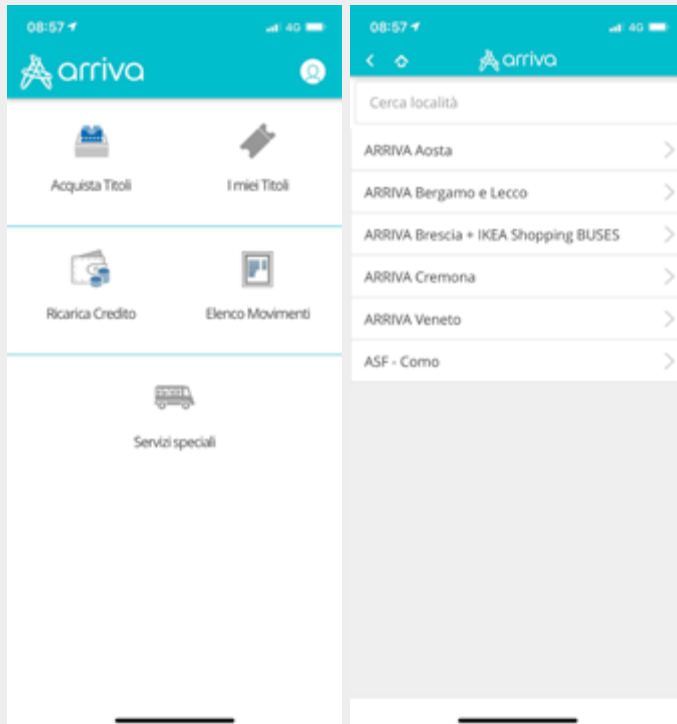 08:57
4G
arriva
Acquista Titoli
I miei Titoli
Ricarica Credito
Elenco Movimenti
Servizi speciali
08:57
4G
arriva
Cerca località
ARRIVA Aosta
ARRIVA Bergamo e Lecco
ARRIVA Brescia + IKEA Shopping BUSES
ARRIVA Cremona
ARRIVA Veneto
ASF - Como